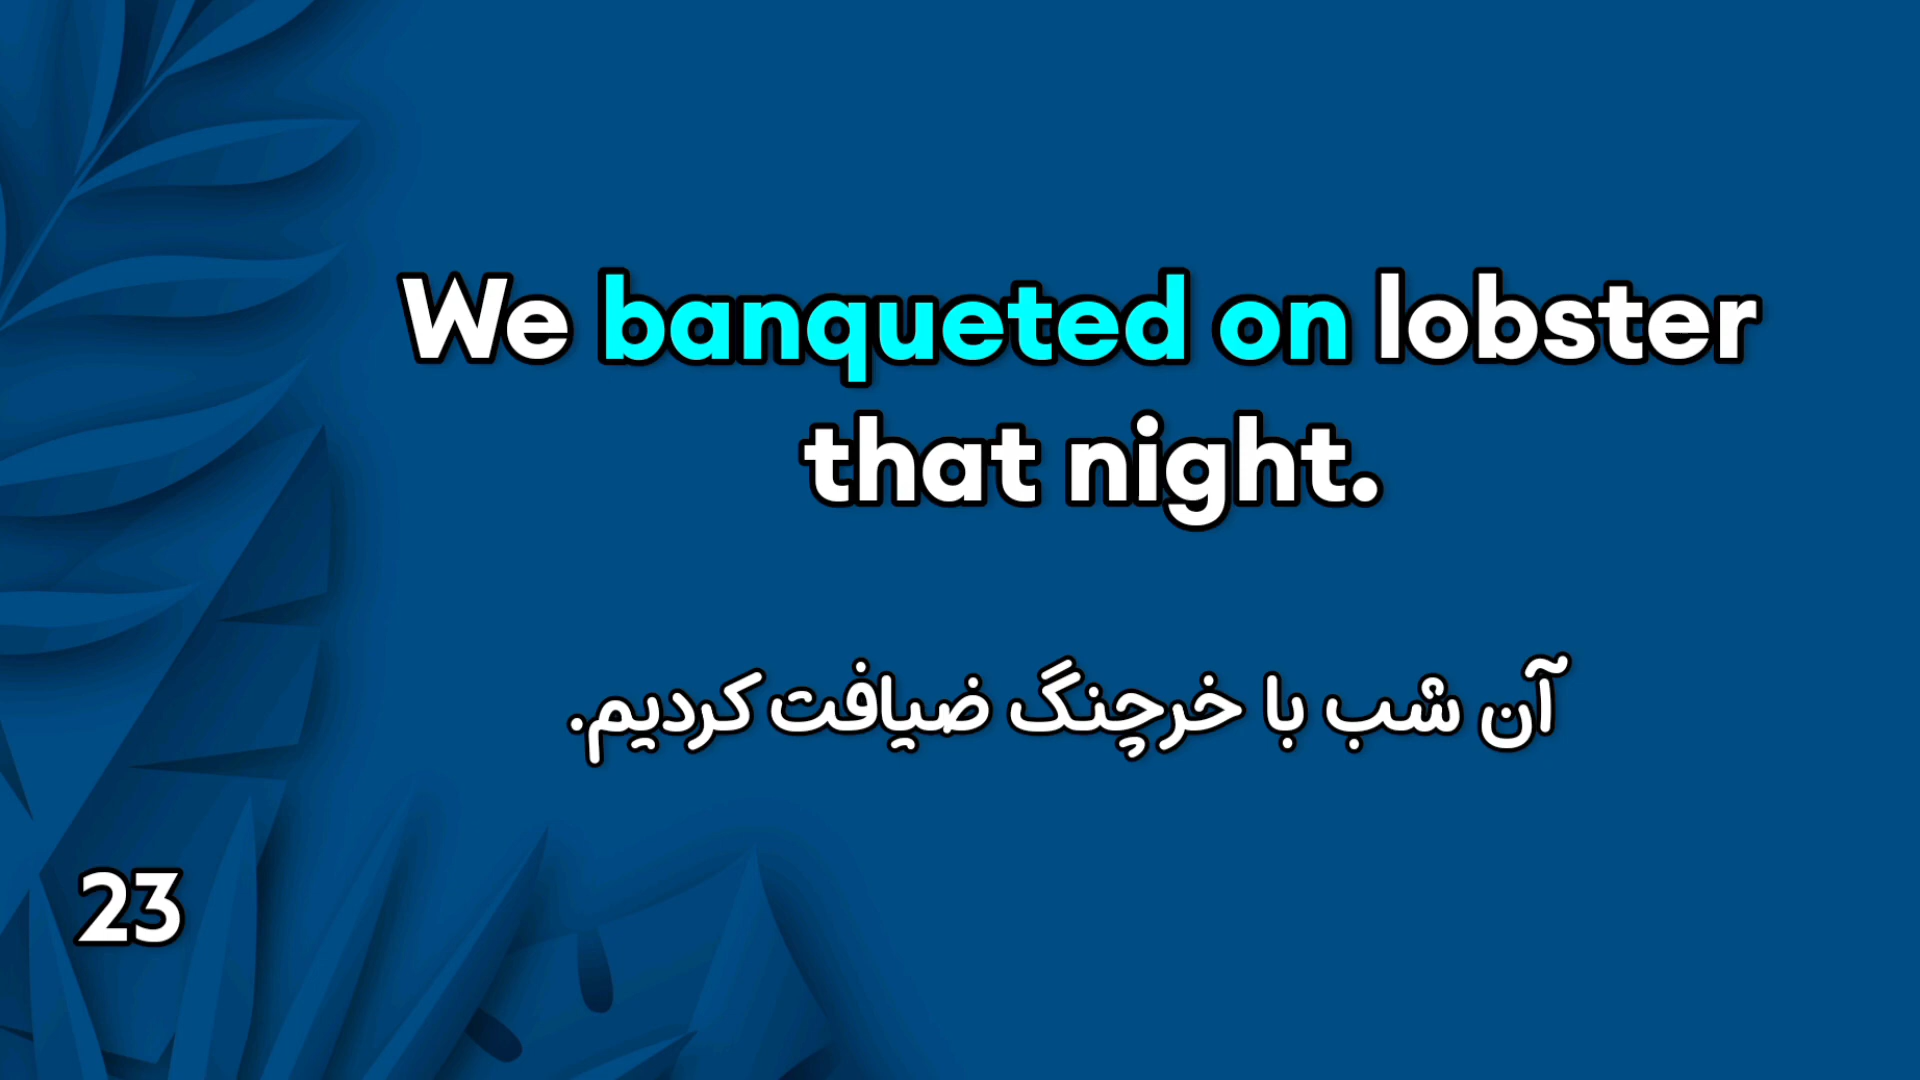 We banqueted on lobster
that night.
آن شب با خرچنگ ضیافت کردیم.
23